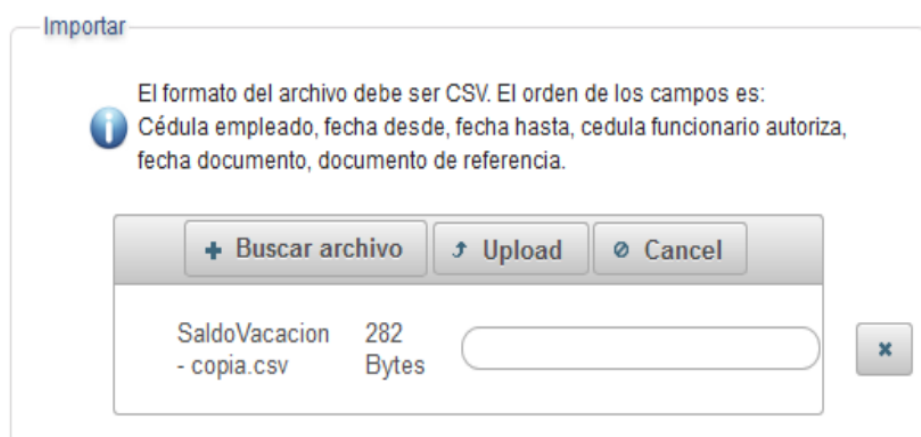 Importar
El formato del archivo debe ser CSV. El orden de los campos es:
Cédula empleado, fecha desde, fecha hasta, cedula funcionario autoriza,
fecha documento, documento de referencia.
Buscar archivo Upload Cancel
SaldoVacacion 282
- copia.csv Bytes